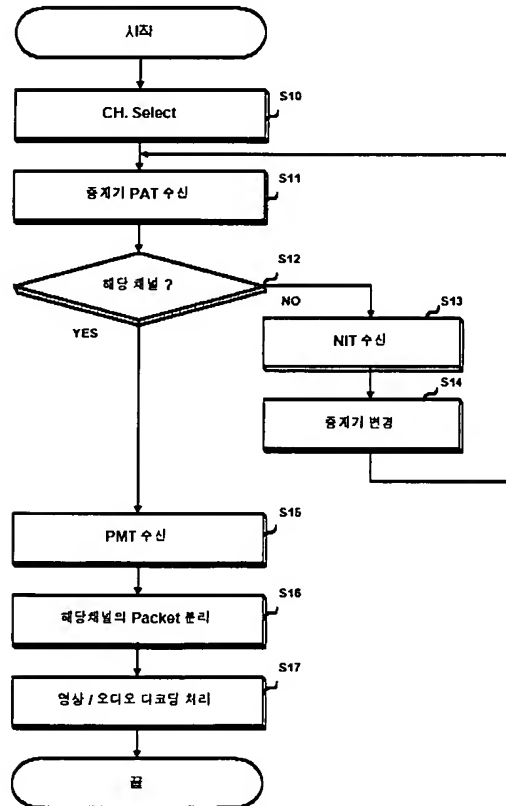 시작
S10
CH. Select
S11
중계기 PAT 수신
S12
해당 채널 ?
NO
YES
S13
NIT 수신
S14
중계기 변경
S15
PMT 수신
S16
해당채널의 Packet 분리
S17
영상 / 오디오 디코딩 처리
끝